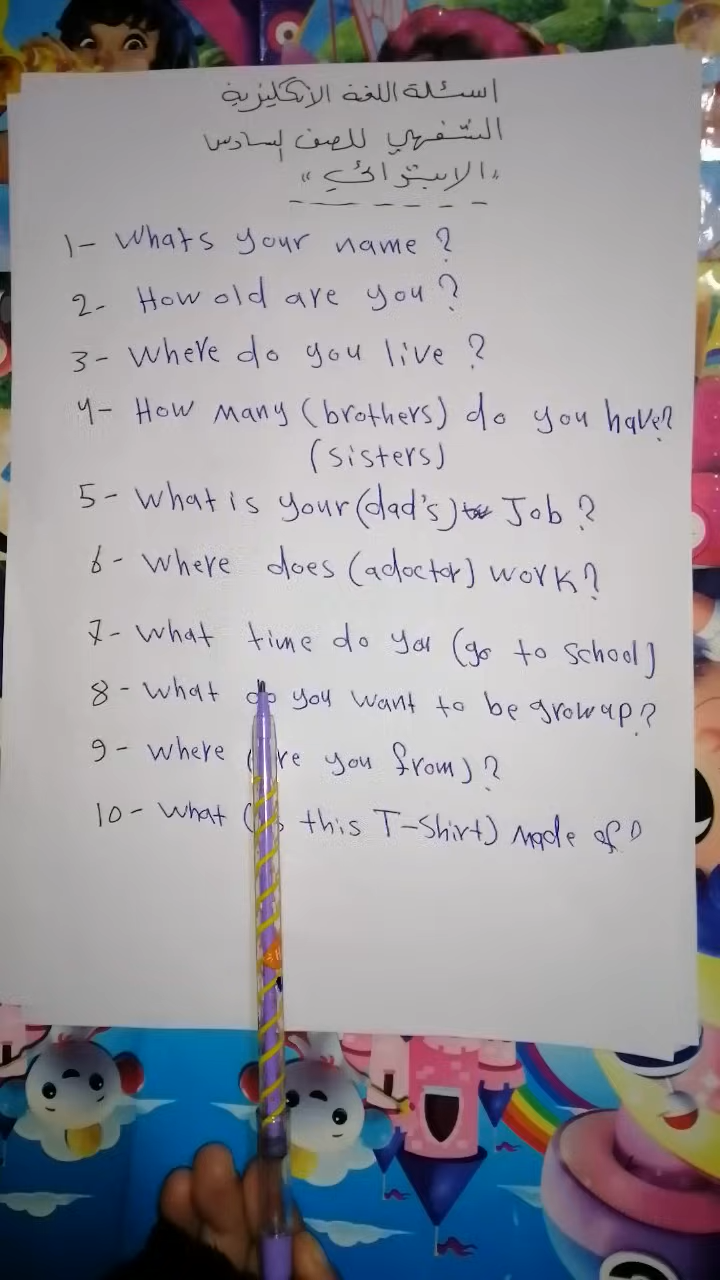 اسئلة اللغة الانكليزية
الشفهي للصف السادس
"الابتدائي"
1- Whats your name ?
2- How old are you ?
3- Where do you live ?
4- How many (brothers) do you have?
(sisters)
5- What is your (dad's) Job ?
6- Where does (adoctor) work ?
7- What time do you (go to school)
8- What do you want to be growup ?
9- Where (are you from) ?
10- What (is this T-Shirt) made of ?